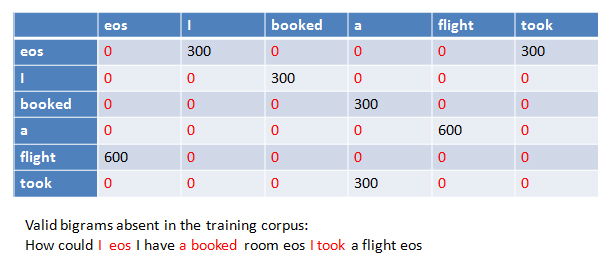 eos I booked a flight took
eos 0 300 0 0 0 300
I 0 0 300 0 0 0
booked 0 0 0 300 0 0
a 0 0 0 0 600 0
flight 600 0 0 0 0 0
took 0 0 0 300 0 0
Valid bigrams absent in the training corpus:
How could I eos I have a booked room eos I took a flight eos